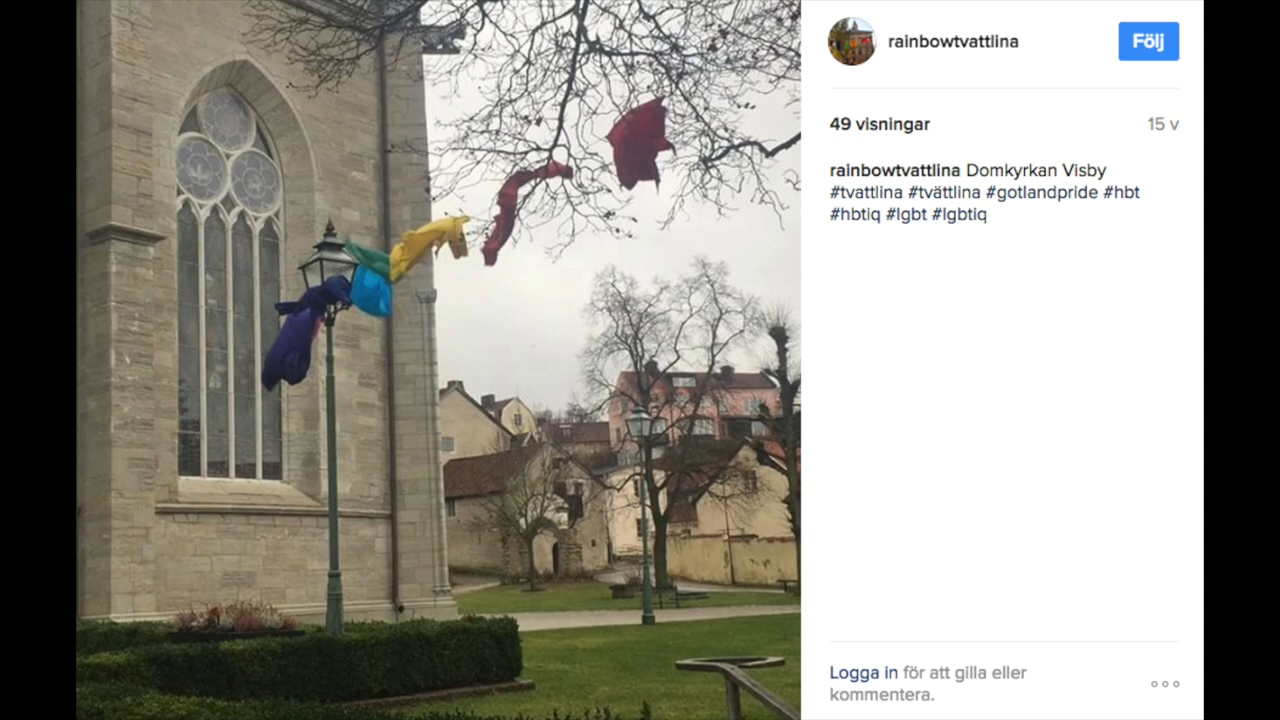 rainbowtvattlina
Följ
49 visningar
15 v
rainbowtvattlina Domkyrkan Visby
#tvattlina #tvättlina #gotlandpride #hbt
#hbtiq #lgbt #lgbtiq
Logga in för att gilla eller
kommentera.